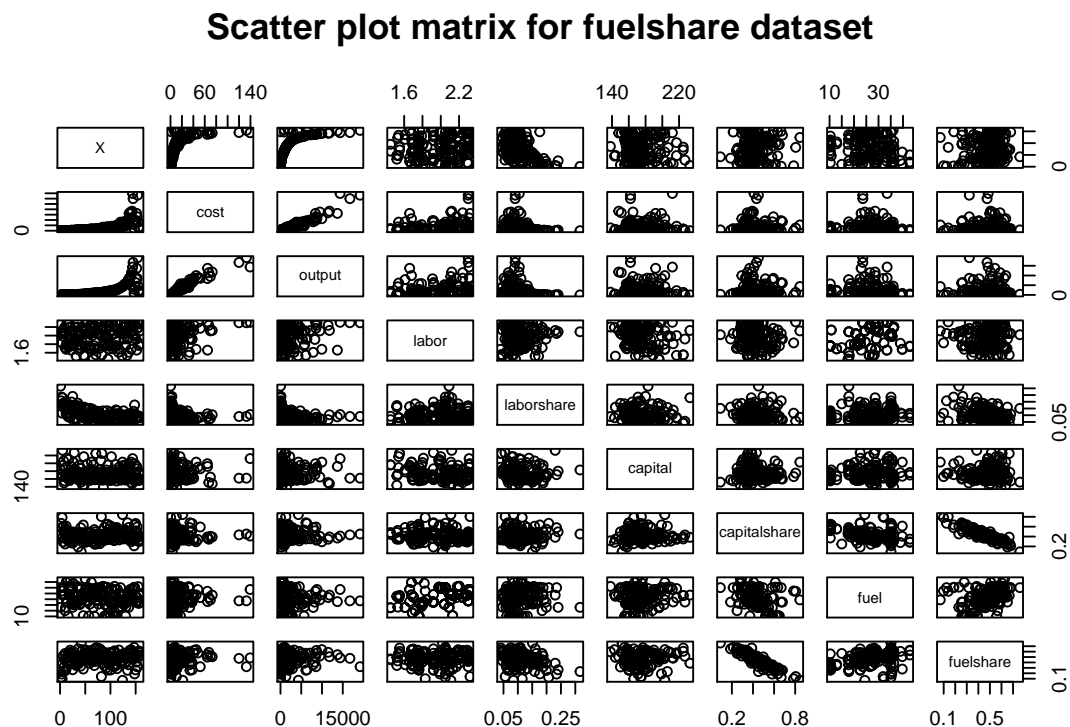 Scatter plot matrix for fuelshare dataset
0 60 140 1.6 2.2 140 220 10 30
X 0
0 cost
output 0
1.6 labor
laborshare 0.05
140 capital
capitalshare 0.2
10 fuel
fuelshare 0.1
0 100 0 15000 0.05 0.25 0.2 0.8 0.1 0.5